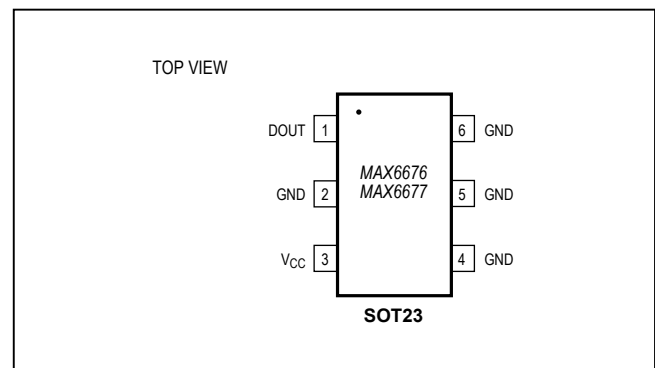 TOP VIEW
DOUT 1
6 GND
MAX6676
MAX6677
GND 2
5 GND
VCC 3
4 GND
SOT23